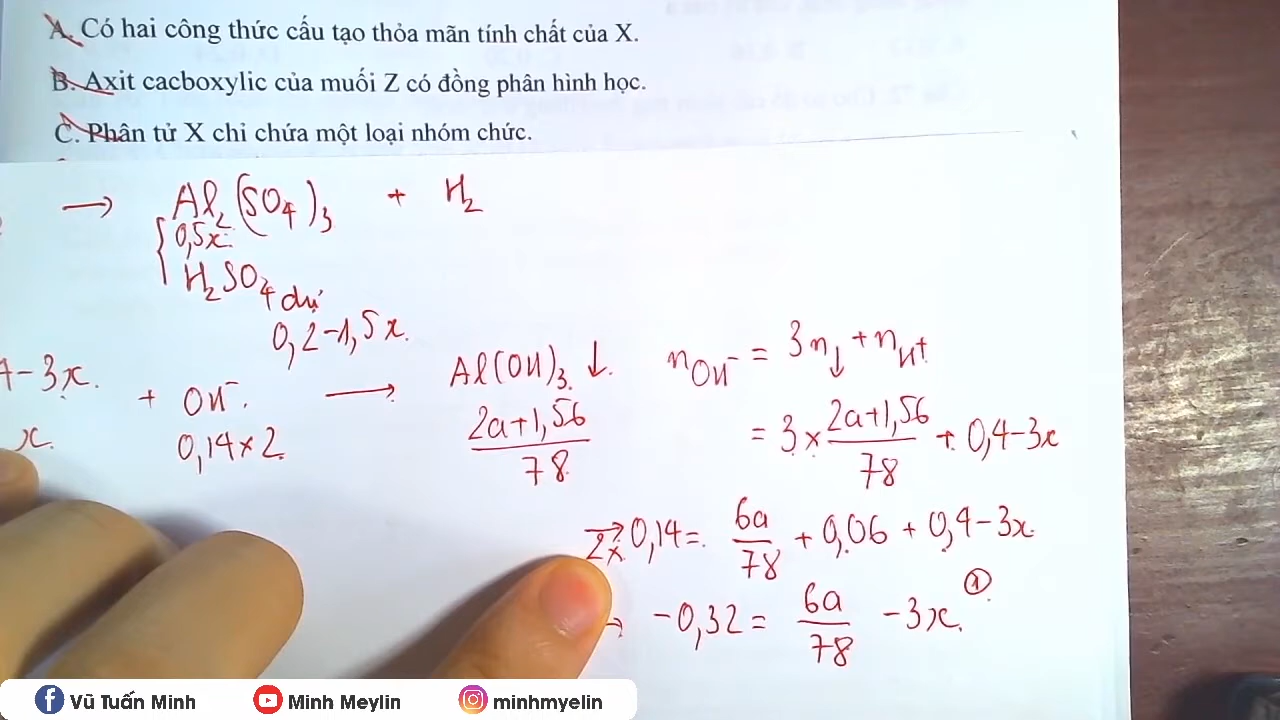 A. Có hai công thức cấu tạo thỏa mãn tính chất của X.
B. Axit cacboxylic của muối Z có đồng phân hình học.
C. Phân tử X chỉ chứa một loại nhóm chức.
→ Al₂(SO₄)₃ + H₂
0,5x
H₂SO₄ dư
0,2-1,5x
-3x + OH⁻ → Al(OH)₃↓
x 0,14×2 (2a+1,56)/78
nOH⁻ = 3n↓ + nH⁺
= 3 × (2a+1,56)/78 + 0,4-3x
→ 2×0,14 = 6a/78 + 0,06 + 0,4-3x
→ -0,32 = 6a/78 - 3x ①
Vũ Tuấn Minh Minh Meylin minhmyelin